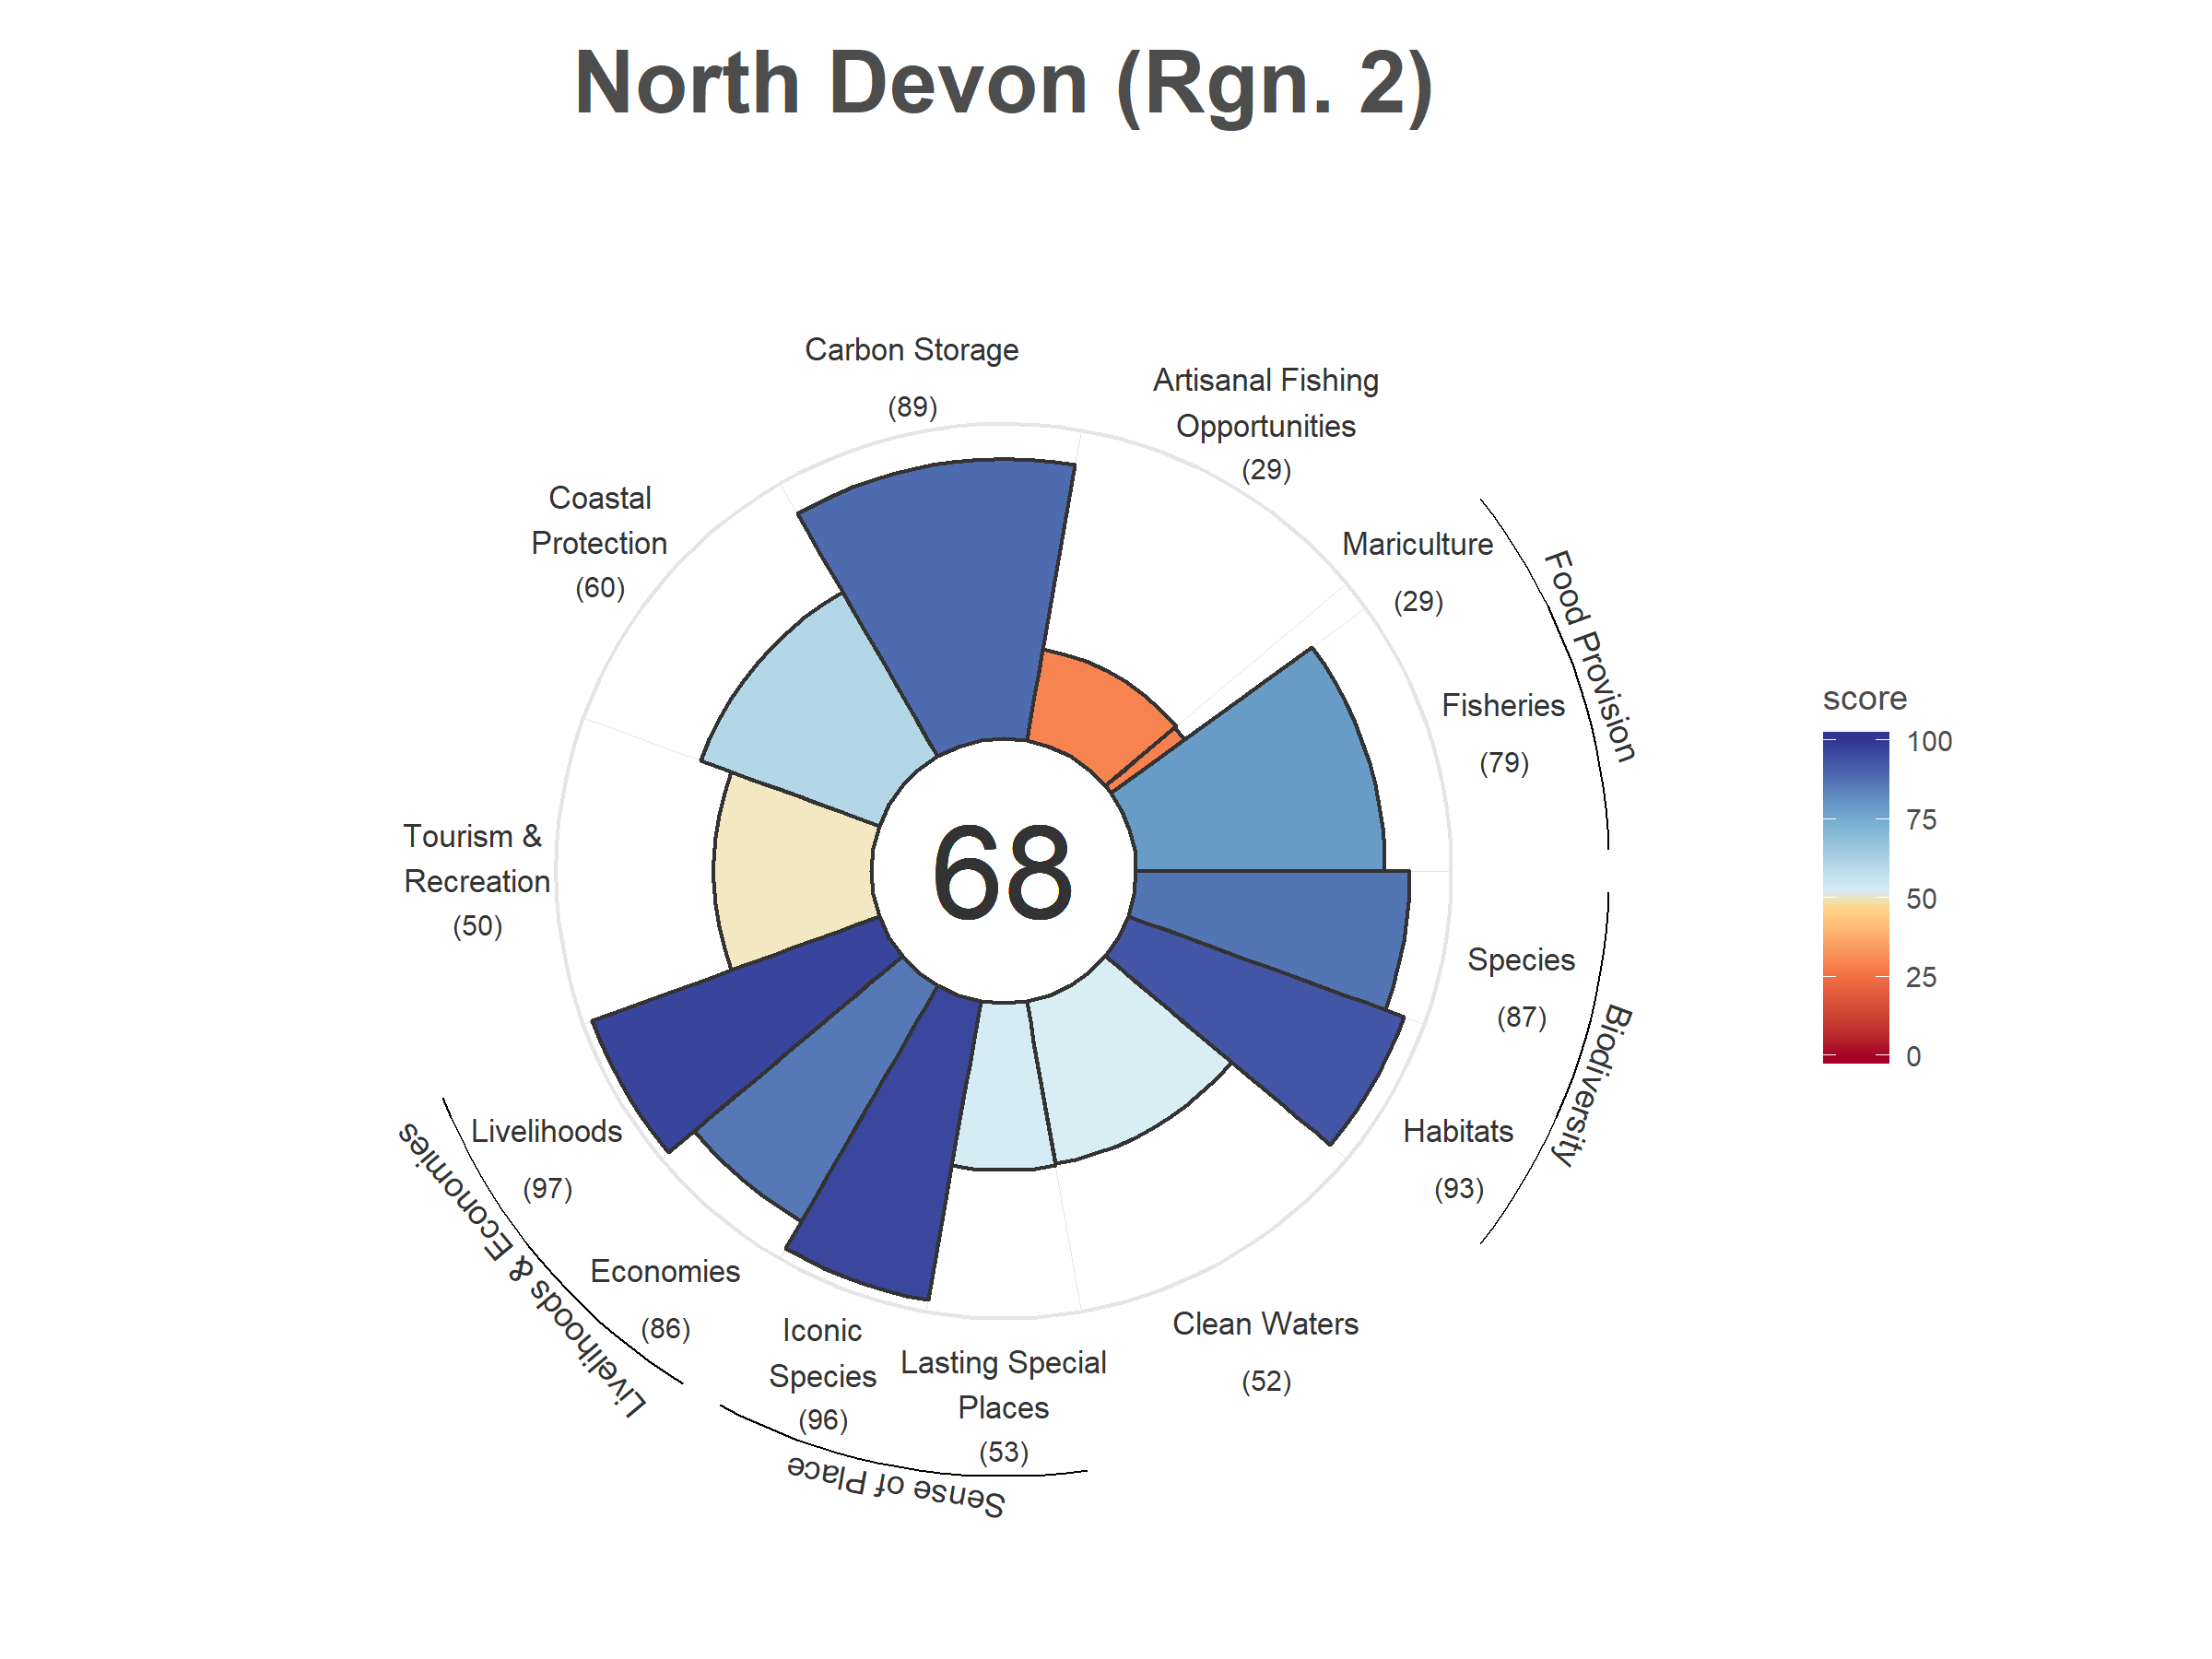 North Devon (Rgn. 2)
Carbon Storage
(89)
Artisanal Fishing
Opportunities
(29)
Coastal
Protection
(60)
Mariculture
(29)
Food Provision
Fisheries
(79)
score
100
75
50
25
0
Tourism &
Recreation
(50)
68
Species
(87)
Biodiversity
Habitats
(93)
Livelihoods
(97)
Livelihoods & Economies
Economies
(86)
Iconic
Species
(96)
Lasting Special
Places
(53)
Sense of Place
Clean Waters
(52)